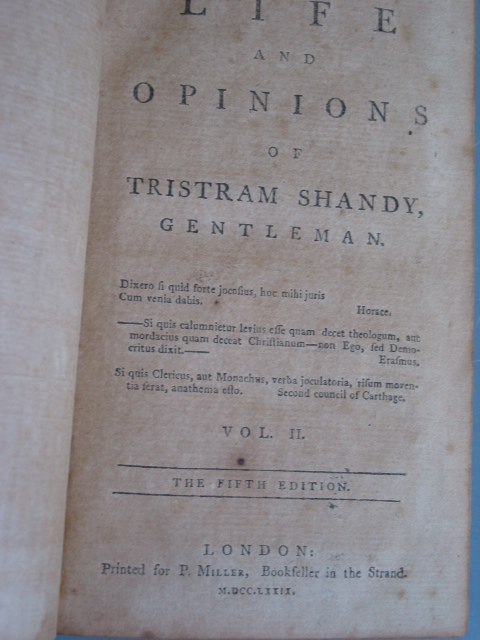 LIFE
AND
OPINIONS
OF
TRISTRAM SHANDY,
GENTLEMAN.
Dixero ſi quid forte jocoſius, hoc mihi juris
Cum venia dabis. Horace.
——Si quis calumnietur levius eſſe quam decet theologum, aut
mordacius quam deceat Chriſtianum—non Ego, ſed Demo-
critus dixit.—— Eraſmus.
Si quis Clericus, aut Monachus, verba joculatoria, riſum moven-
tia ſerat, anathema eſto. Second council of Carthage.
VOL. II.
THE FIFTH EDITION.
LONDON:
Printed for P. MILLER, Bookſeller in the Strand.
M.DCC.LXXIX.